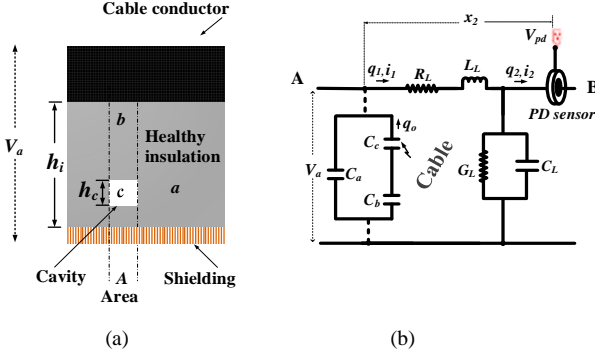 Cable conductor
V_a
h_i
b
Healthy
insulation
h_c
c
a
Cavity
A
Area
Shielding
(a)
x_2
V_pd
A
q_1,i_1
R_L
L_L
q_2,i_2
B
PD sensor
q_o
C_c
V_a
C_a
Cable
C_b
G_L
C_L
(b)